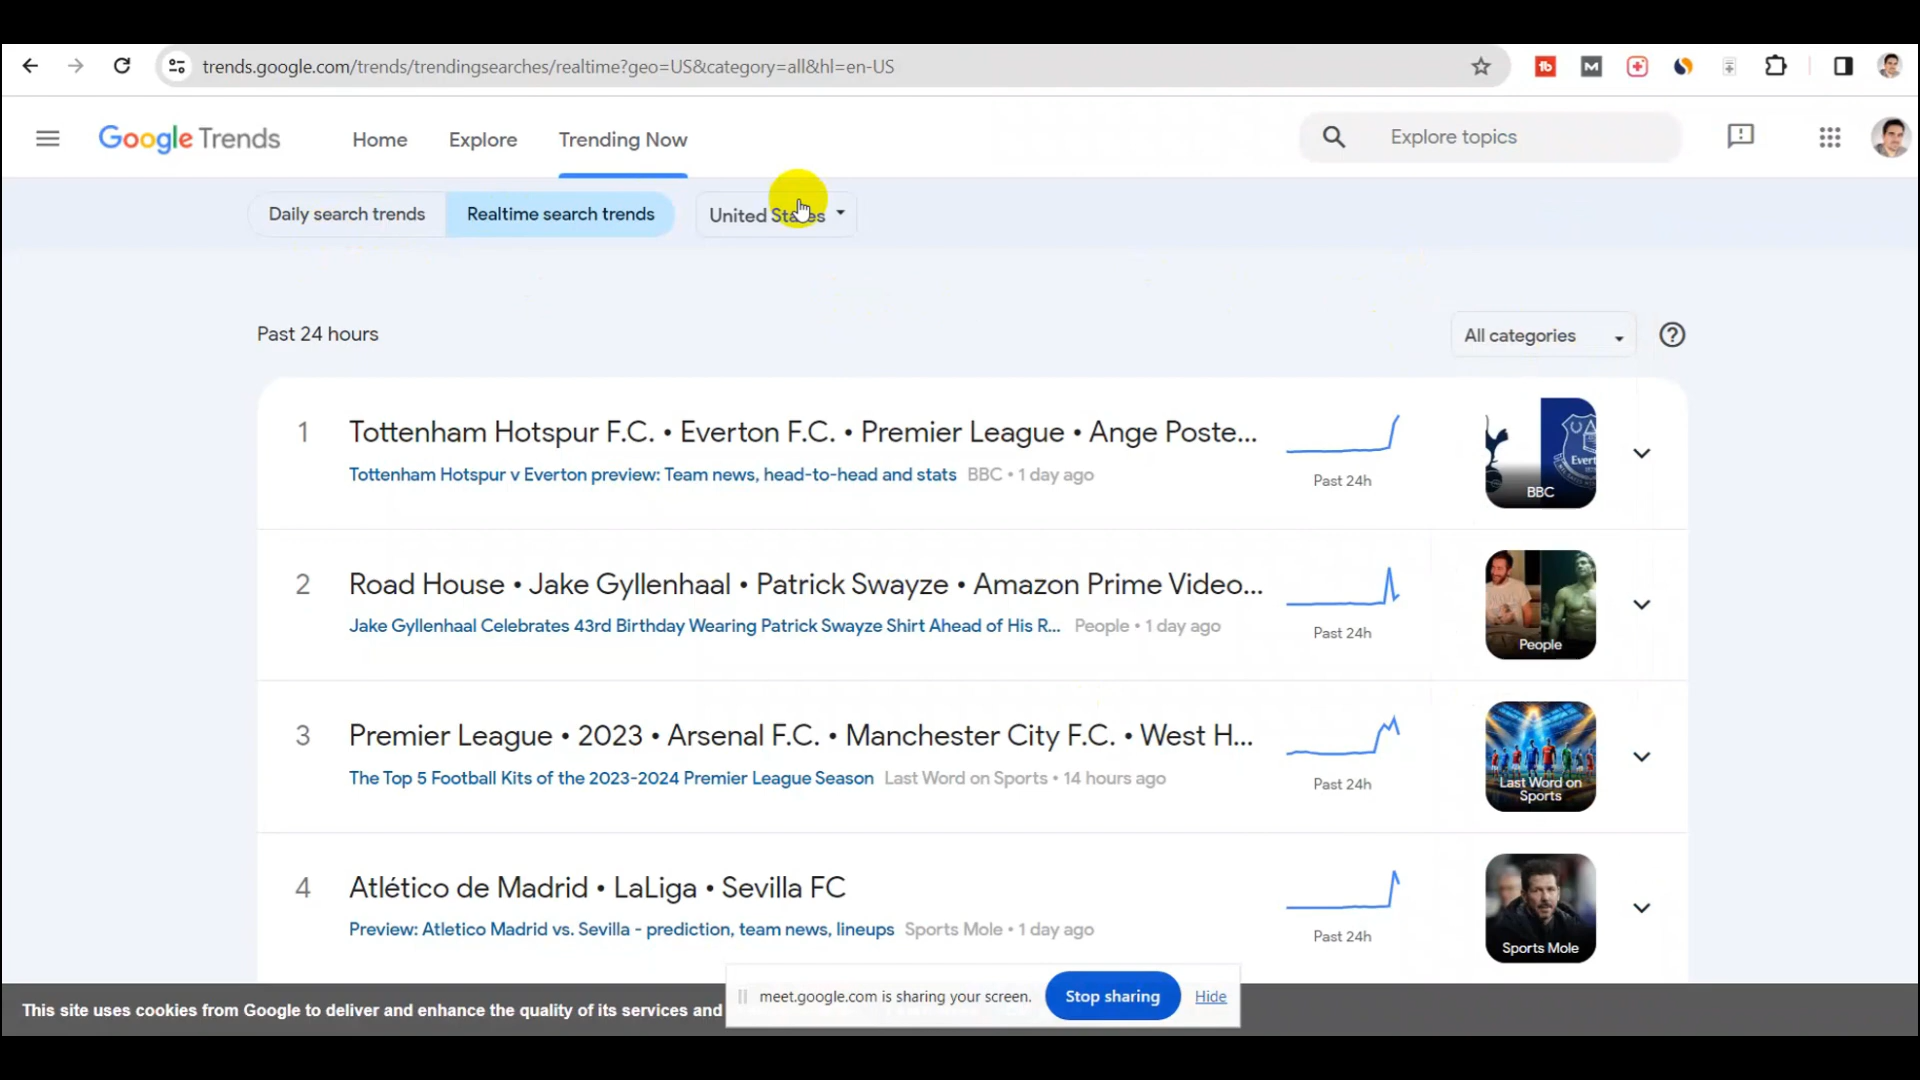 trends.google.com/trends/trendingsearches/realtime?geo=US&category=all&hl=en-US
Google Trends
Home
Explore
Trending Now
Explore topics
Daily search trends
Realtime search trends
United States
Past 24 hours
All categories
1
Tottenham Hotspur F.C. • Everton F.C. • Premier League • Ange Poste...
Tottenham Hotspur v Everton preview: Team news, head-to-head and stats BBC • 1 day ago
Past 24h
BBC
2
Road House • Jake Gyllenhaal • Patrick Swayze • Amazon Prime Video...
Jake Gyllenhaal Celebrates 43rd Birthday Wearing Patrick Swayze Shirt Ahead of His R... People • 1 day ago
Past 24h
People
3
Premier League • 2023 • Arsenal F.C. • Manchester City F.C. • West H...
The Top 5 Football Kits of the 2023-2024 Premier League Season Last Word on Sports • 14 hours ago
Past 24h
Last Word on
Sports
4
Atlético de Madrid • LaLiga • Sevilla FC
Preview: Atletico Madrid vs. Sevilla - prediction, team news, lineups Sports Mole • 1 day ago
Past 24h
Sports Mole
This site uses cookies from Google to deliver and enhance the quality of its services and
meet.google.com is sharing your screen.
Stop sharing
Hide